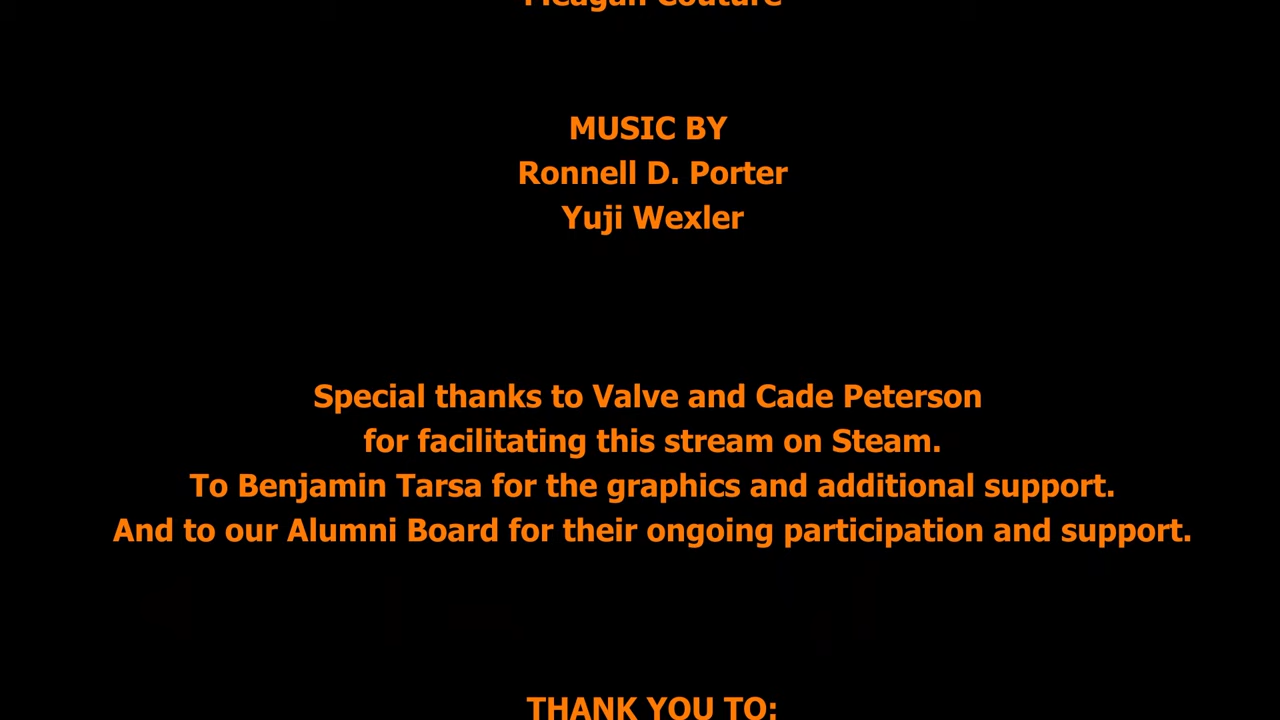 Meagan Couture
MUSIC BY
Ronnell D. Porter
Yuji Wexler
Special thanks to Valve and Cade Peterson
for facilitating this stream on Steam.
To Benjamin Tarsa for the graphics and additional support.
And to our Alumni Board for their ongoing participation and support.
THANK YOU TO: